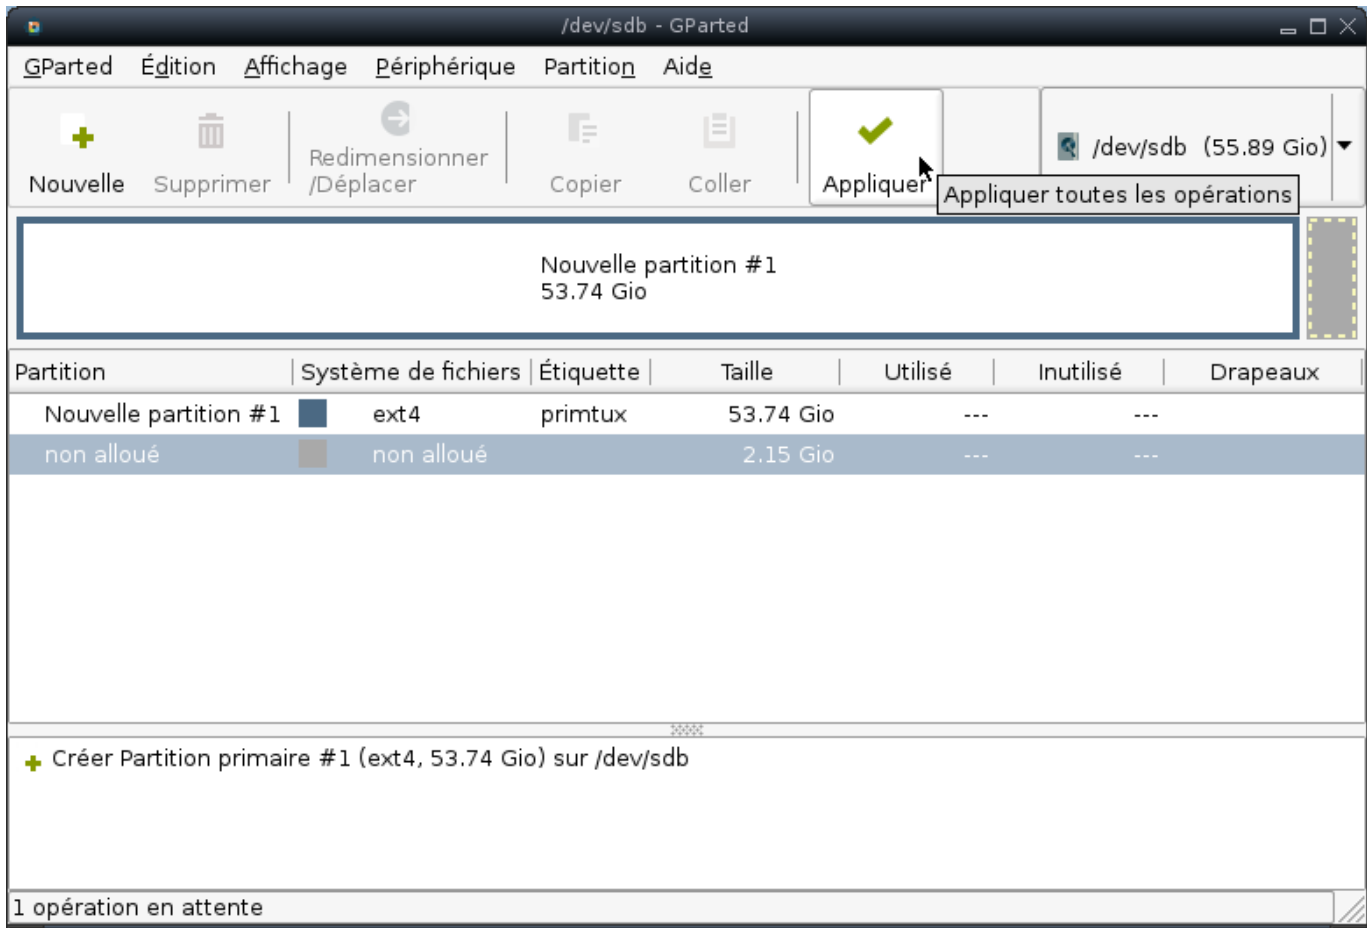 /dev/sdb - GParted
GParted Édition Affichage Périphérique Partition Aide
Nouvelle Supprimer Redimensionner
/Déplacer Copier Coller Appliquer /dev/sdb (55.89 Gio)
Appliquer toutes les opérations
Nouvelle partition #1
53.74 Gio
Partition Système de fichiers Étiquette Taille Utilisé Inutilisé Drapeaux
Nouvelle partition #1 ext4 primtux 53.74 Gio --- ---
non alloué non alloué 2.15 Gio --- ---
Créer Partition primaire #1 (ext4, 53.74 Gio) sur /dev/sdb
1 opération en attente